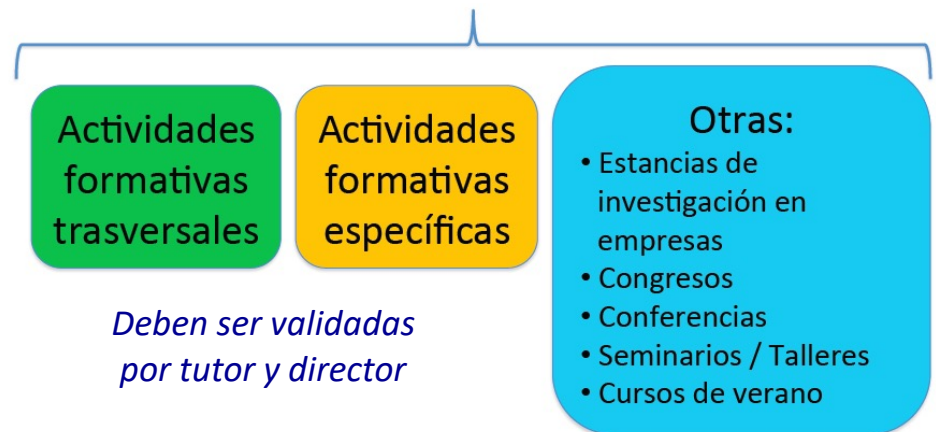 Actividades
formativas
trasversales
Actividades
formativas
específicas
Otras:
• Estancias de
investigación en
empresas
• Congresos
• Conferencias
• Seminarios / Talleres
• Cursos de verano
Deben ser validadas
por tutor y director